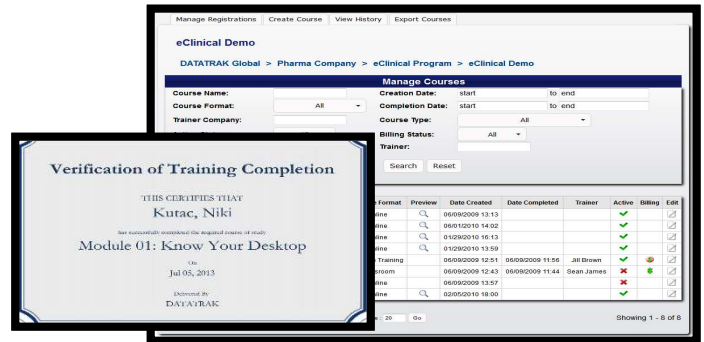 Manage Registrations Create Course View History Export Courses
eClinical Demo
DATATRAK Global > Pharma Company > eClinical Program > eClinical Demo
Manage Courses
Course Name: Creation Date: start to end
Course Format: All Completion Date: start to end
Trainer Company: Course Type: All
Billing Status: All
Trainer:
Search Reset
Format Preview Date Created Date Completed Trainer Active Billing Edit
06/09/2009 13:13
06/01/2010 14:02
01/29/2010 16:13
01/29/2010 13:59
Training 06/09/2009 12:51 06/09/2009 11:56 Jill Brown
06/09/2009 12:43 06/09/2009 11:44 Sean James
06/09/2009 13:57
02/05/2010 18:00
20 Go Showing 1 - 8 of 8
Verification of Training Completion
THIS CERTIFIES THAT
Kutac, Niki
has successfully completed the required course of study
Module 01: Know Your Desktop
On
Jul 05, 2013
Delivered By
DATATRAK